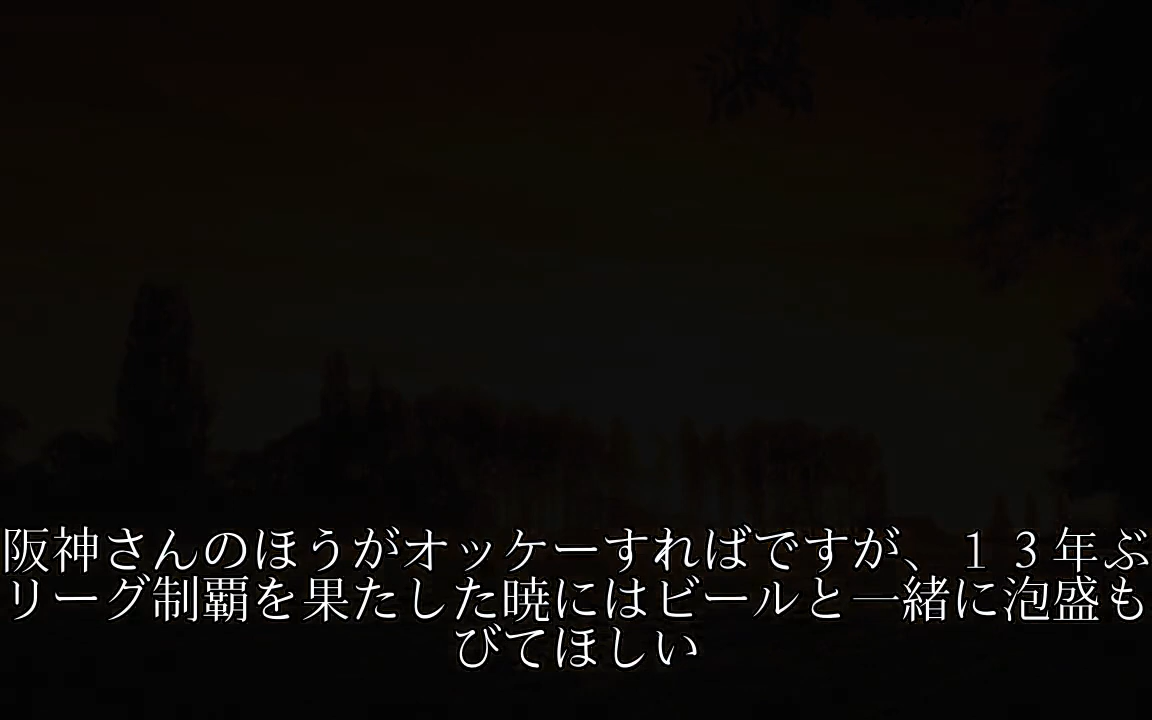 阪神さんのほうがオッケーすればですが、１３年ぶ
リーグ制覇を果たした暁にはビールと一緒に泡盛も
びてほしい